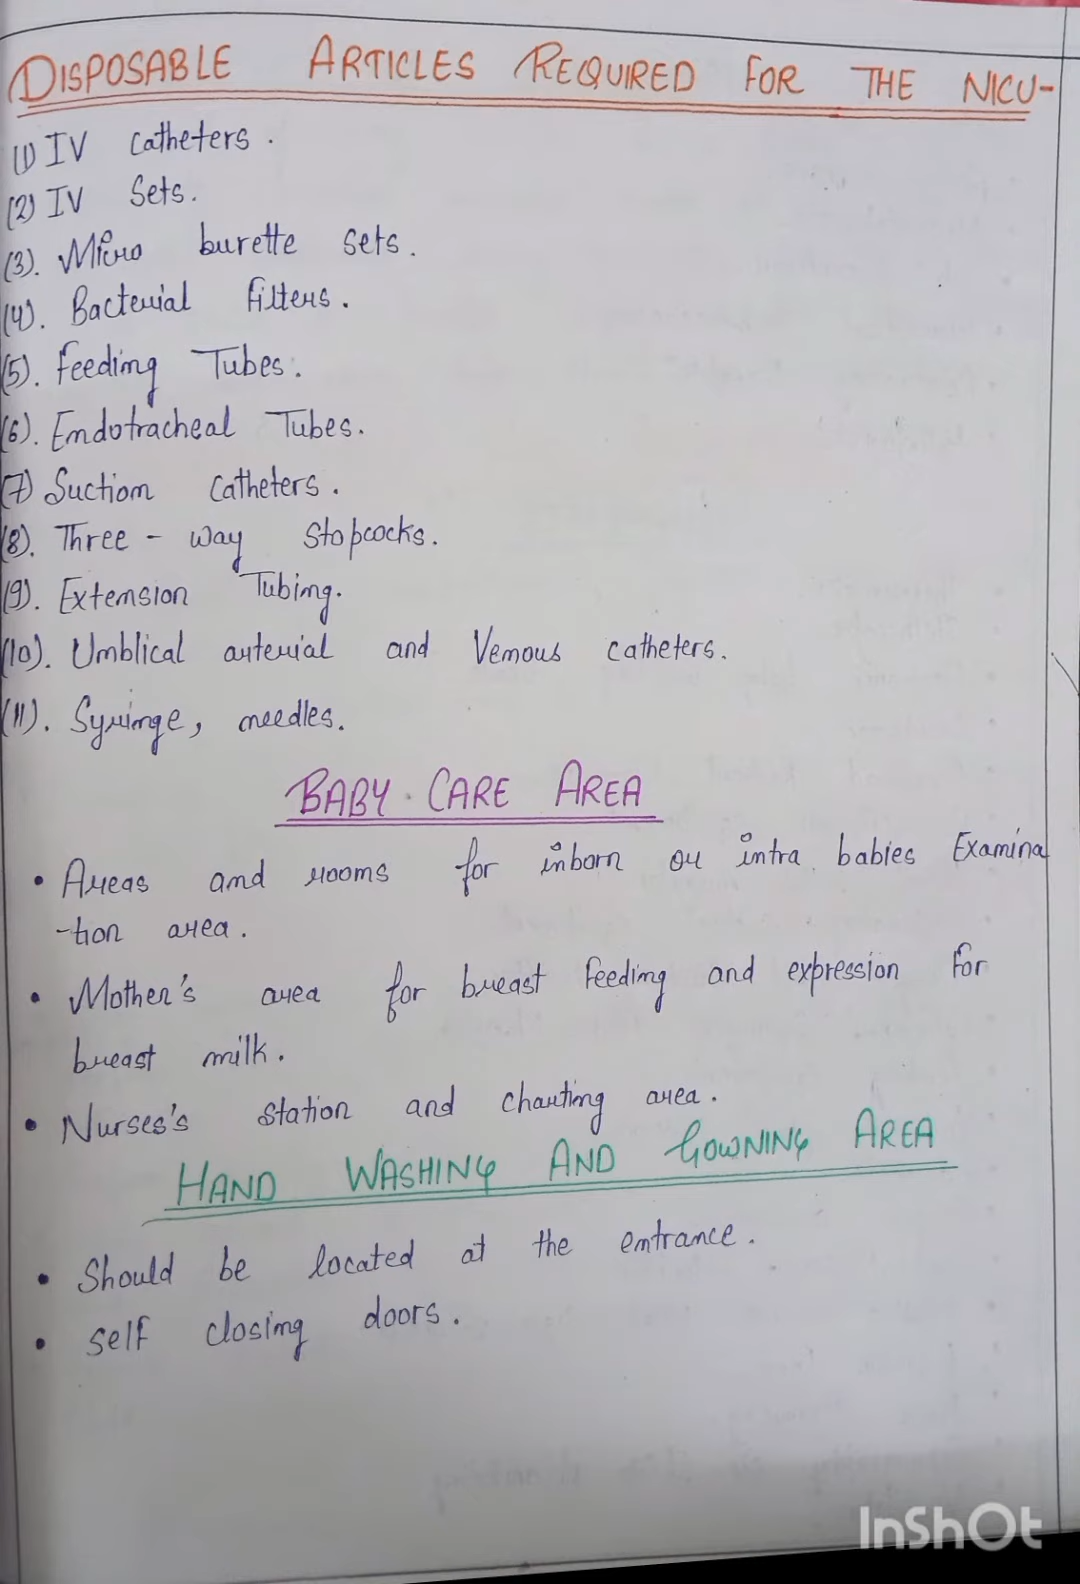 DISPOSABLE ARTICLES REQUIRED FOR THE NICU-
(1) IV catheters.
(2) IV Sets.
(3). Micro burette sets.
(4). Bacterial filters.
(5). Feeding Tubes.
(6). Endotracheal Tubes.
(7) Suction catheters.
(8). Three - way stopcocks.
(9). Extension Tubing.
(10). Umblical arterial and Venous catheters.
(11). Syringe, needles.
BABY CARE AREA
• Areas and rooms for inborn or intra babies Examina
-tion area.
• Mother's area for breast feeding and expression for
breast milk.
• Nurses's station and charting area.
HAND WASHING AND GOWNING AREA
• Should be located at the entrance.
• self closing doors.
InShOt